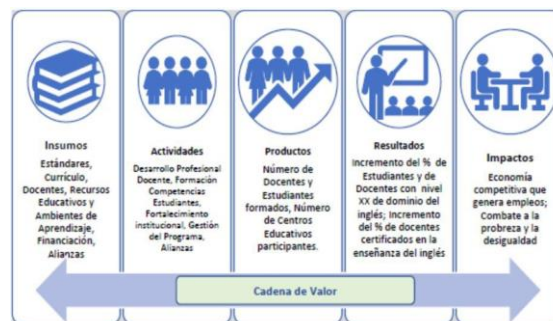 Insumos
Estándares,
Currículo,
Docentes, Recursos
Educativos y
Ambientes de
Aprendizaje,
Financiación,
Alianzas
Actividades
Desarrollo Profesional
Docente, Formación
Competencias
Estudiantes,
Fortalecimiento
institucional, Gestión
del Programa,
Alianzas
Productos
Número de
Docentes y
Estudiantes
formados, Número
de Centros
Educativos
participantes.
Resultados
Incremento del % de
Estudiantes y de
Docentes con nivel
XX de dominio del
inglés; Incremento
del % de docentes
certificados en la
enseñanza del inglés
Impactos
Economía
competitiva que
genera empleos;
Combate a la
probreza y la
desigualdad
Cadena de Valor